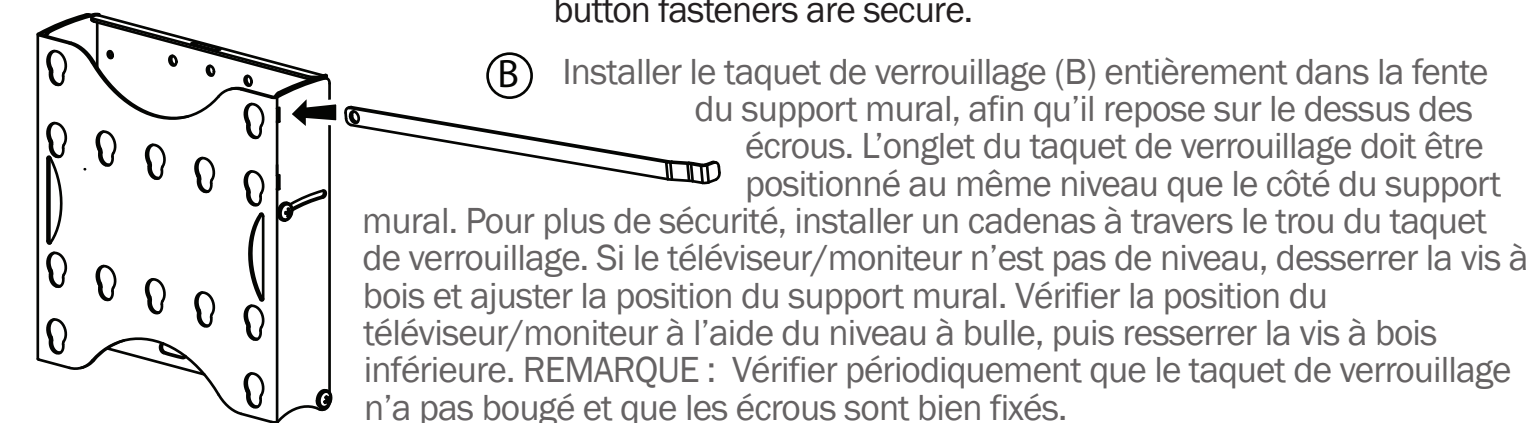 button fasteners are secure.
B Installer le taquet de verrouillage (B) entièrement dans la fente
du support mural, afin qu'il repose sur le dessus des
écrous. L'onglet du taquet de verrouillage doit être
positionné au même niveau que le côté du support
mural. Pour plus de sécurité, installer un cadenas à travers le trou du taquet
de verrouillage. Si le téléviseur/moniteur n'est pas de niveau, desserrer la vis à
bois et ajuster la position du support mural. Vérifier la position du
téléviseur/moniteur à l'aide du niveau à bulle, puis resserrer la vis à bois
inférieure. REMARQUE : Vérifier périodiquement que le taquet de verrouillage
n'a pas bougé et que les écrous sont bien fixés.